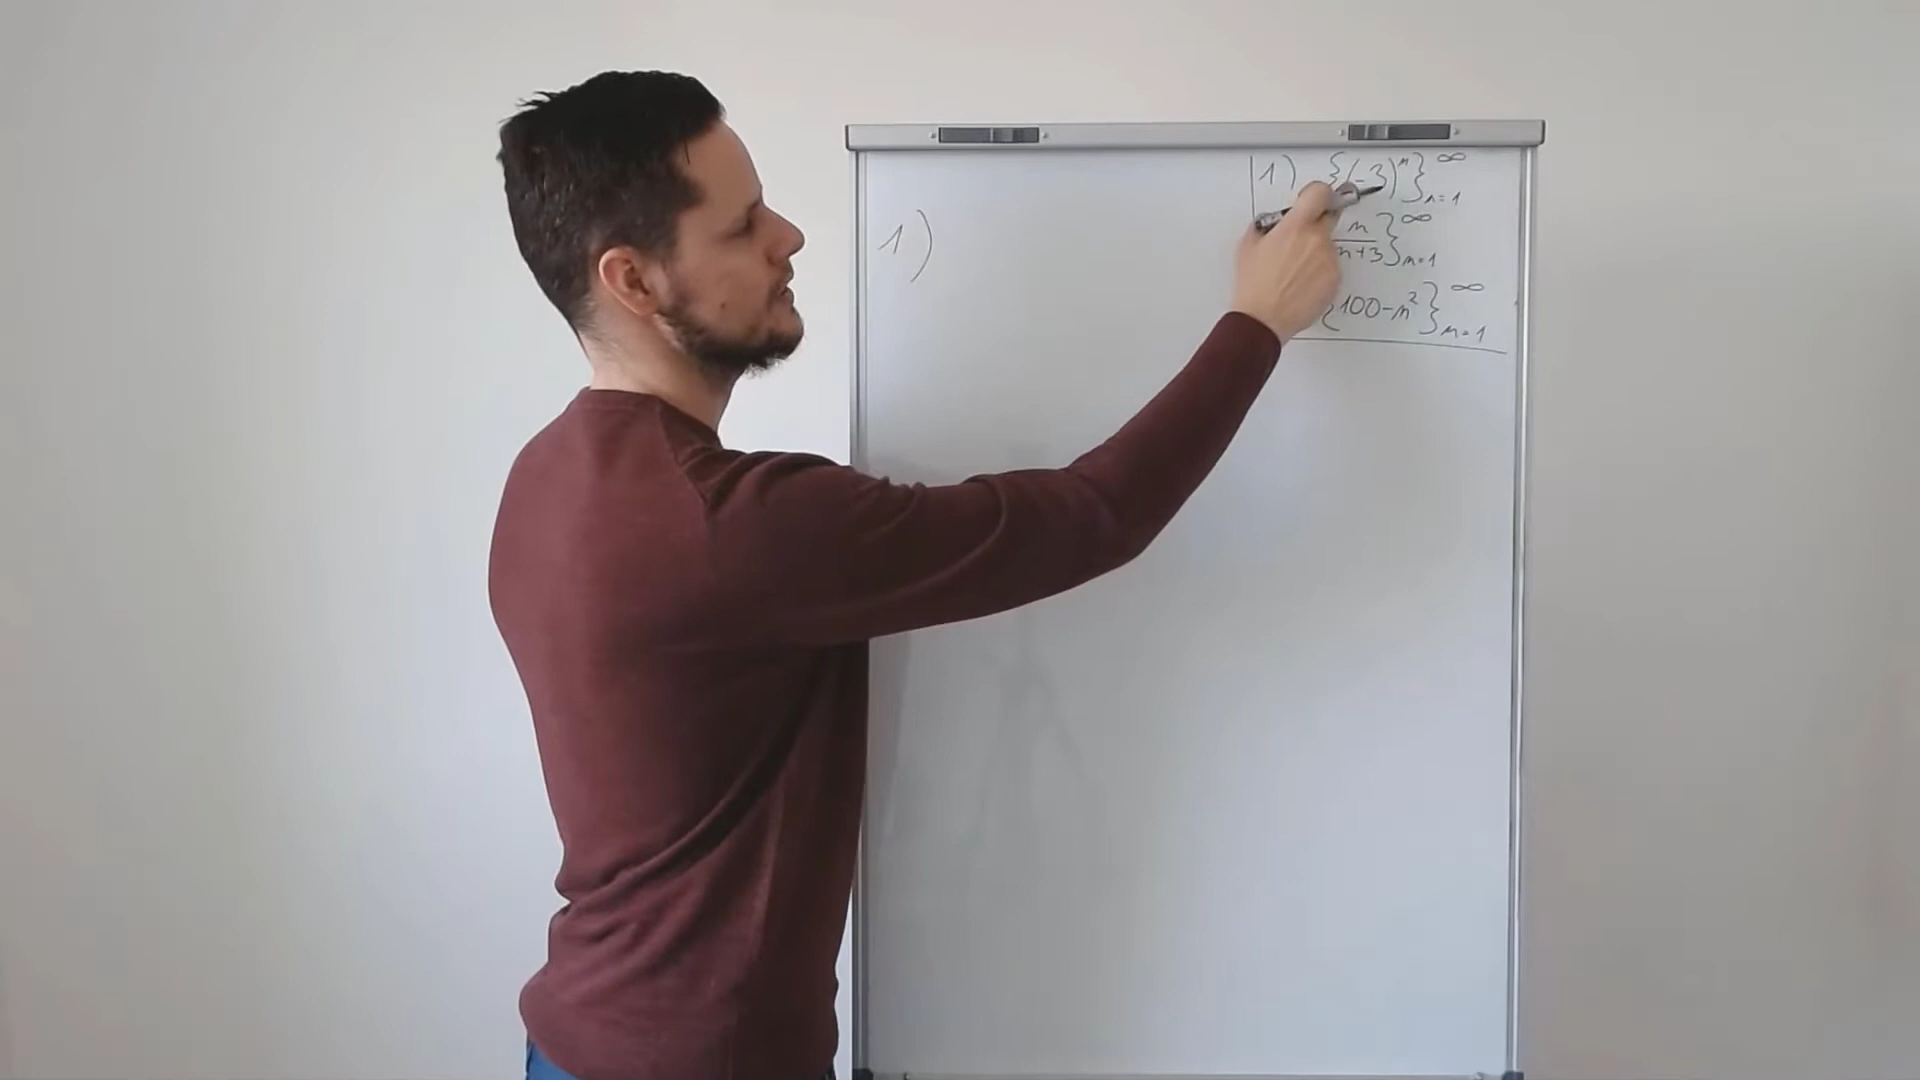 1)
1) {(-3)^n}_{n=1}^∞
n/n+3}_{n=1}^∞
{100-n²}_{n=1}^∞